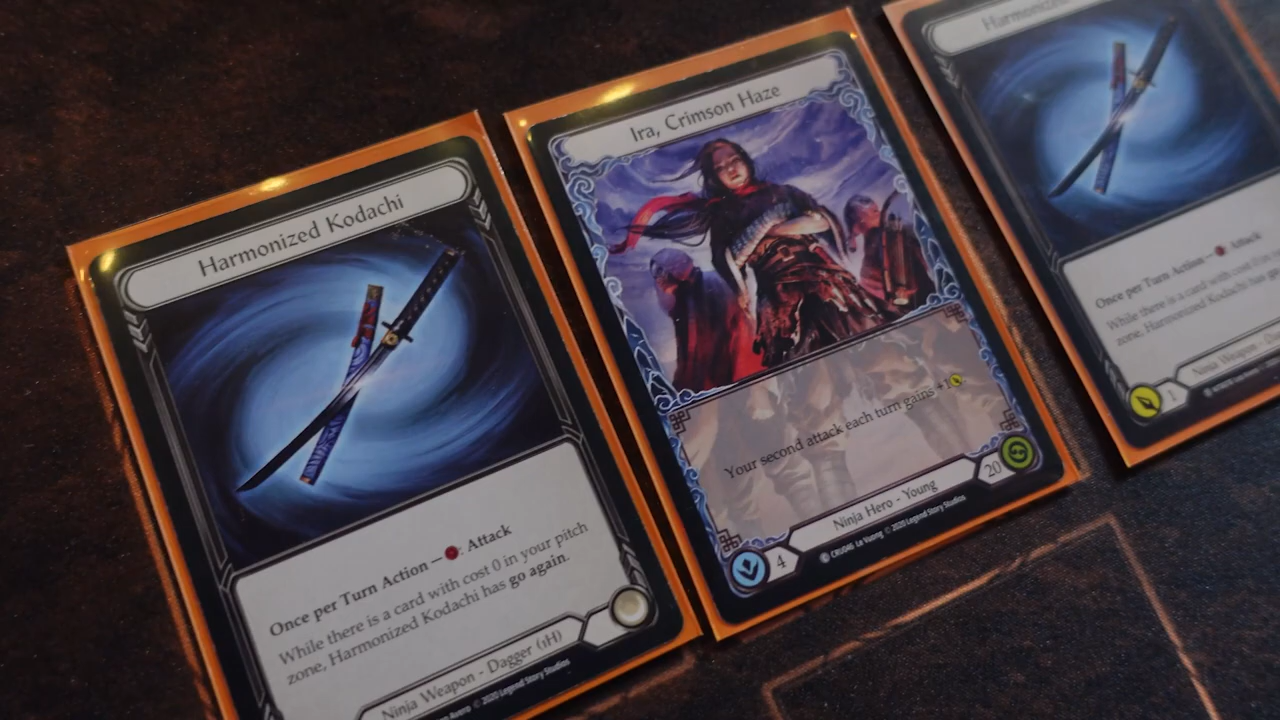 Harmonized Kodachi
Once per Turn Action — : Attack
While there is a card with cost 0 in your pitch
zone, Harmonized Kodachi has go again.
Ninja Weapon - Dagger (1H)
Avero © 2020 Legend Story Studios
Ira, Crimson Haze
Your second attack each turn gains +1
4
Ninja Hero - Young
20
CRU046 Le Vuong © 2020 Legend Story Studios
Harmonized
Once per Turn Action — : Attack
While there is a card with cost 0 in
zone, Harmonized Kodachi has
1
Ninja Weapon